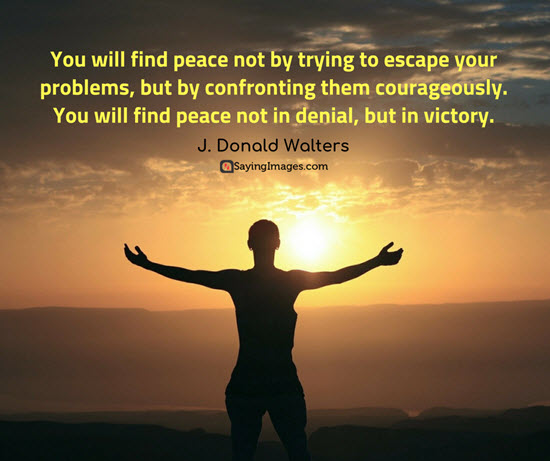 You will find peace not by trying to escape your
problems, but by confronting them courageously.
You will find peace not in denial, but in victory.
J. Donald Walters
SayingImages.com